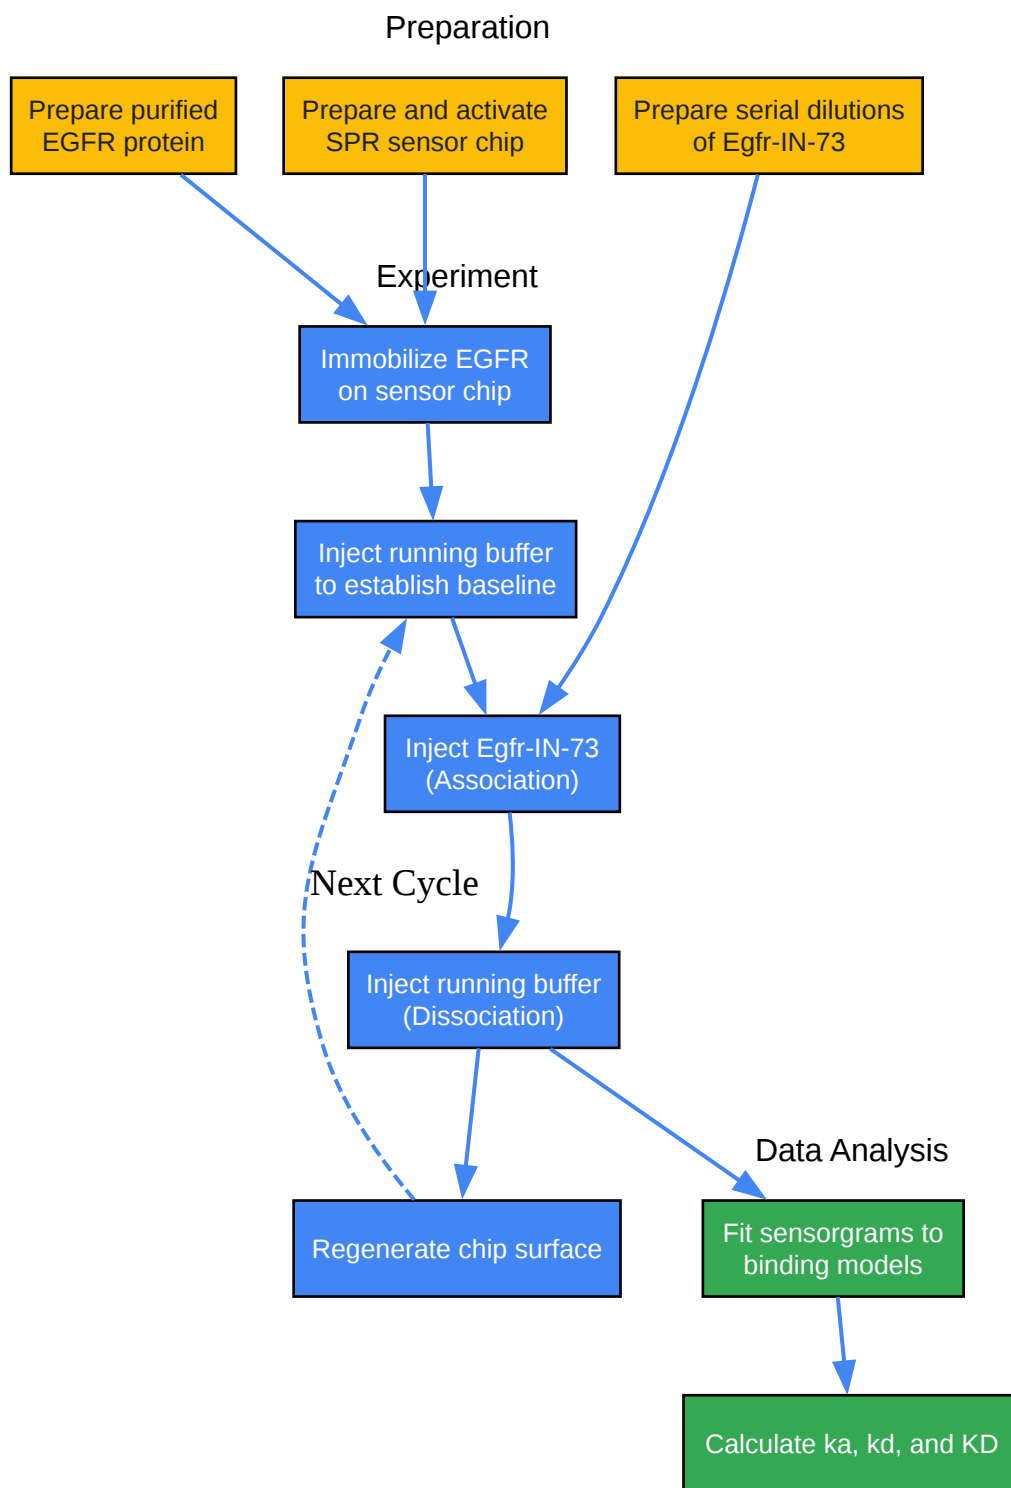 Preparation
Prepare purified
EGFR protein
Prepare and activate
SPR sensor chip
Prepare serial dilutions
of Egfr-IN-73
Experiment
Immobilize EGFR
on sensor chip
Inject running buffer
to establish baseline
Inject Egfr-IN-73
(Association)
Next Cycle
Inject running buffer
(Dissociation)
Data Analysis
Regenerate chip surface
Fit sensorgrams to
binding models
Calculate ka, kd, and KD